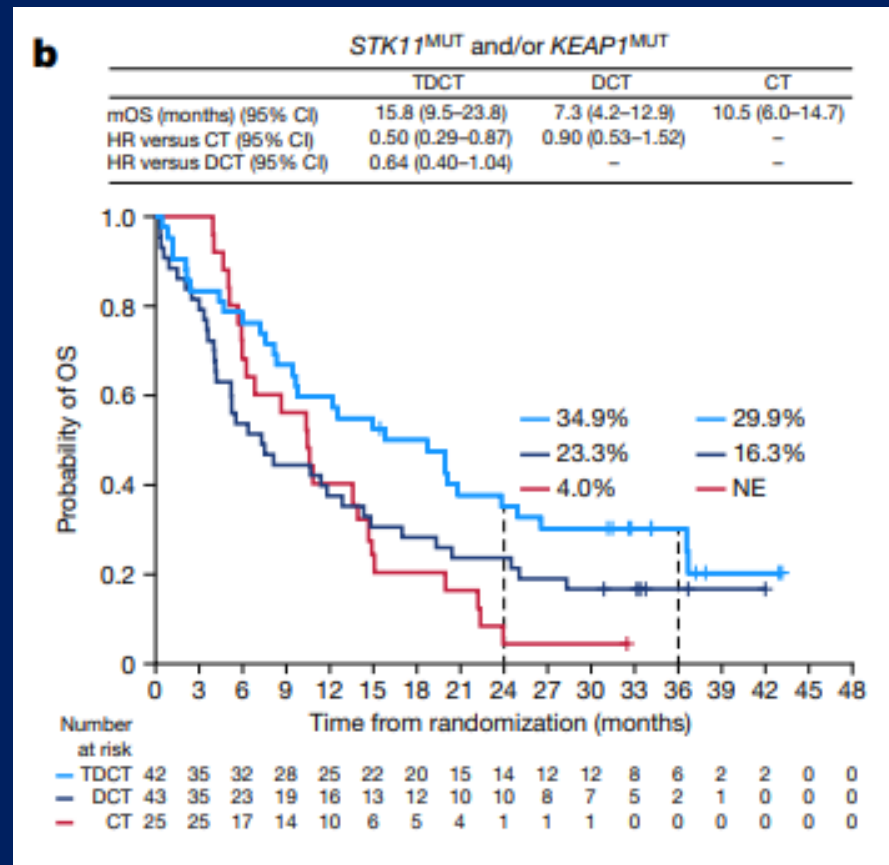 b
STK11MUT and/or KEAP1MUT
TDCT DCT CT
mOS (months) (95% CI) 15.8 (9.5–23.8) 7.3 (4.2–12.9) 10.5 (6.0–14.7)
HR versus CT (95% CI) 0.50 (0.29–0.87) 0.90 (0.53–1.52) –
HR versus DCT (95% CI) 0.64 (0.40–1.04) – –
Probability of OS
1.0
0.8
0.6
0.4
0.2
0
34.9% 29.9%
23.3% 16.3%
4.0% NE
0 3 6 9 12 15 18 21 24 27 30 33 36 39 42 45 48
Time from randomization (months)
Number
at risk
TDCT 42 35 32 28 25 22 20 15 14 12 12 8 6 2 2 0 0
DCT 43 35 23 19 16 13 12 10 10 8 7 5 2 1 0 0 0
CT 25 25 17 14 10 6 5 4 1 1 1 0 0 0 0 0 0